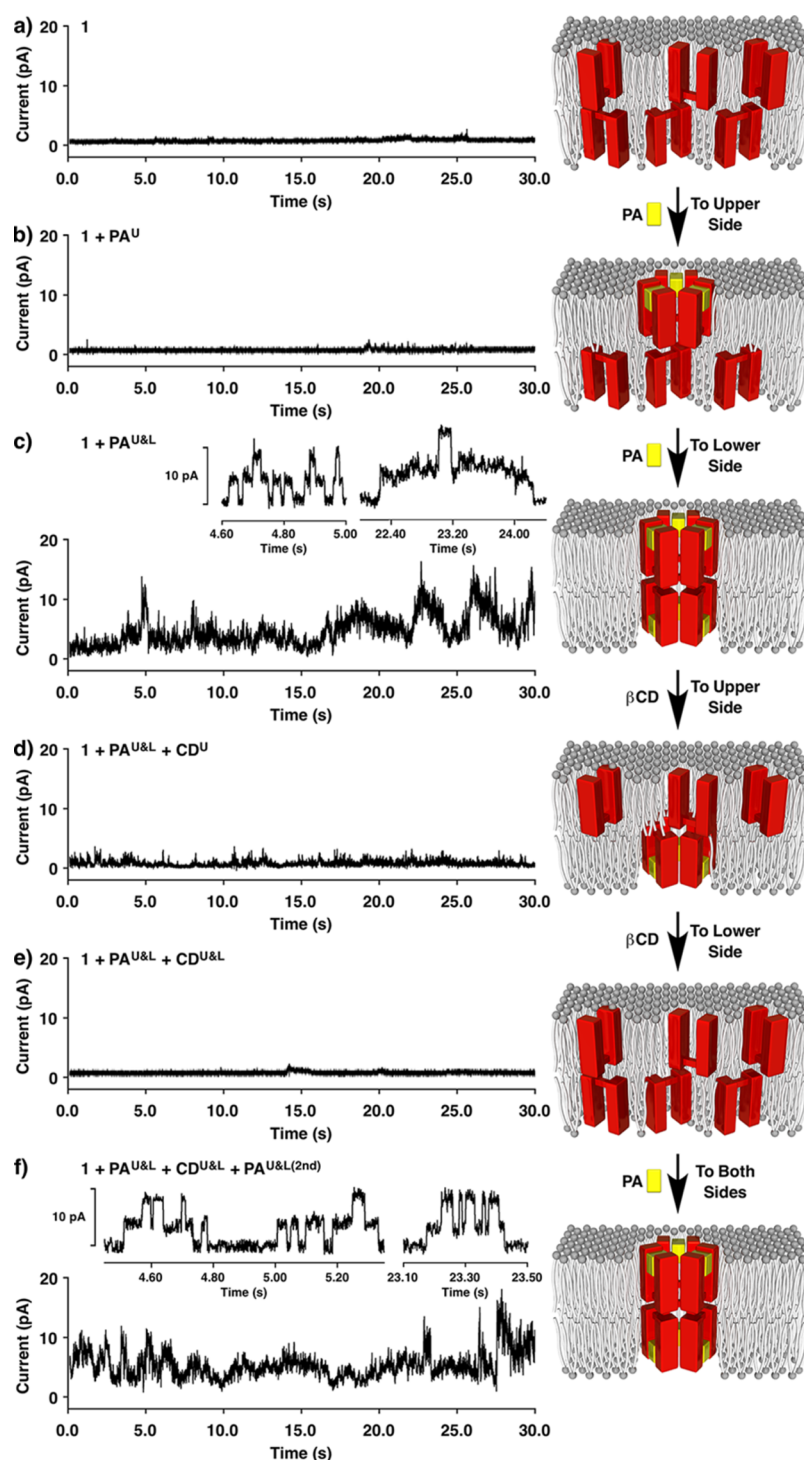 a) 1
20
10
0
Current (pA)
0.0 5.0 10.0 15.0 20.0 25.0 30.0
Time (s)
PA To Upper
Side
b) 1 + PA^U
20
10
0
Current (pA)
0.0 5.0 10.0 15.0 20.0 25.0 30.0
Time (s)
PA To Lower
Side
c) 1 + PA^U&L
10 pA
4.60 4.80 5.00
Time (s)
22.40 23.20 24.00
Time (s)
20
10
0
Current (pA)
0.0 5.0 10.0 15.0 20.0 25.0 30.0
Time (s)
βCD To Upper
Side
d) 1 + PA^U&L + CD^U
20
10
0
Current (pA)
0.0 5.0 10.0 15.0 20.0 25.0 30.0
Time (s)
βCD To Lower
Side
e) 1 + PA^U&L + CD^U&L
20
10
0
Current (pA)
0.0 5.0 10.0 15.0 20.0 25.0 30.0
Time (s)
PA To Both
Sides
f) 1 + PA^U&L + CD^U&L + PA^U&L(2nd)
10 pA
4.60 4.80 5.00 5.20
Time (s)
23.10 23.30 23.50
Time (s)
20
10
0
Current (pA)
0.0 5.0 10.0 15.0 20.0 25.0 30.0
Time (s)